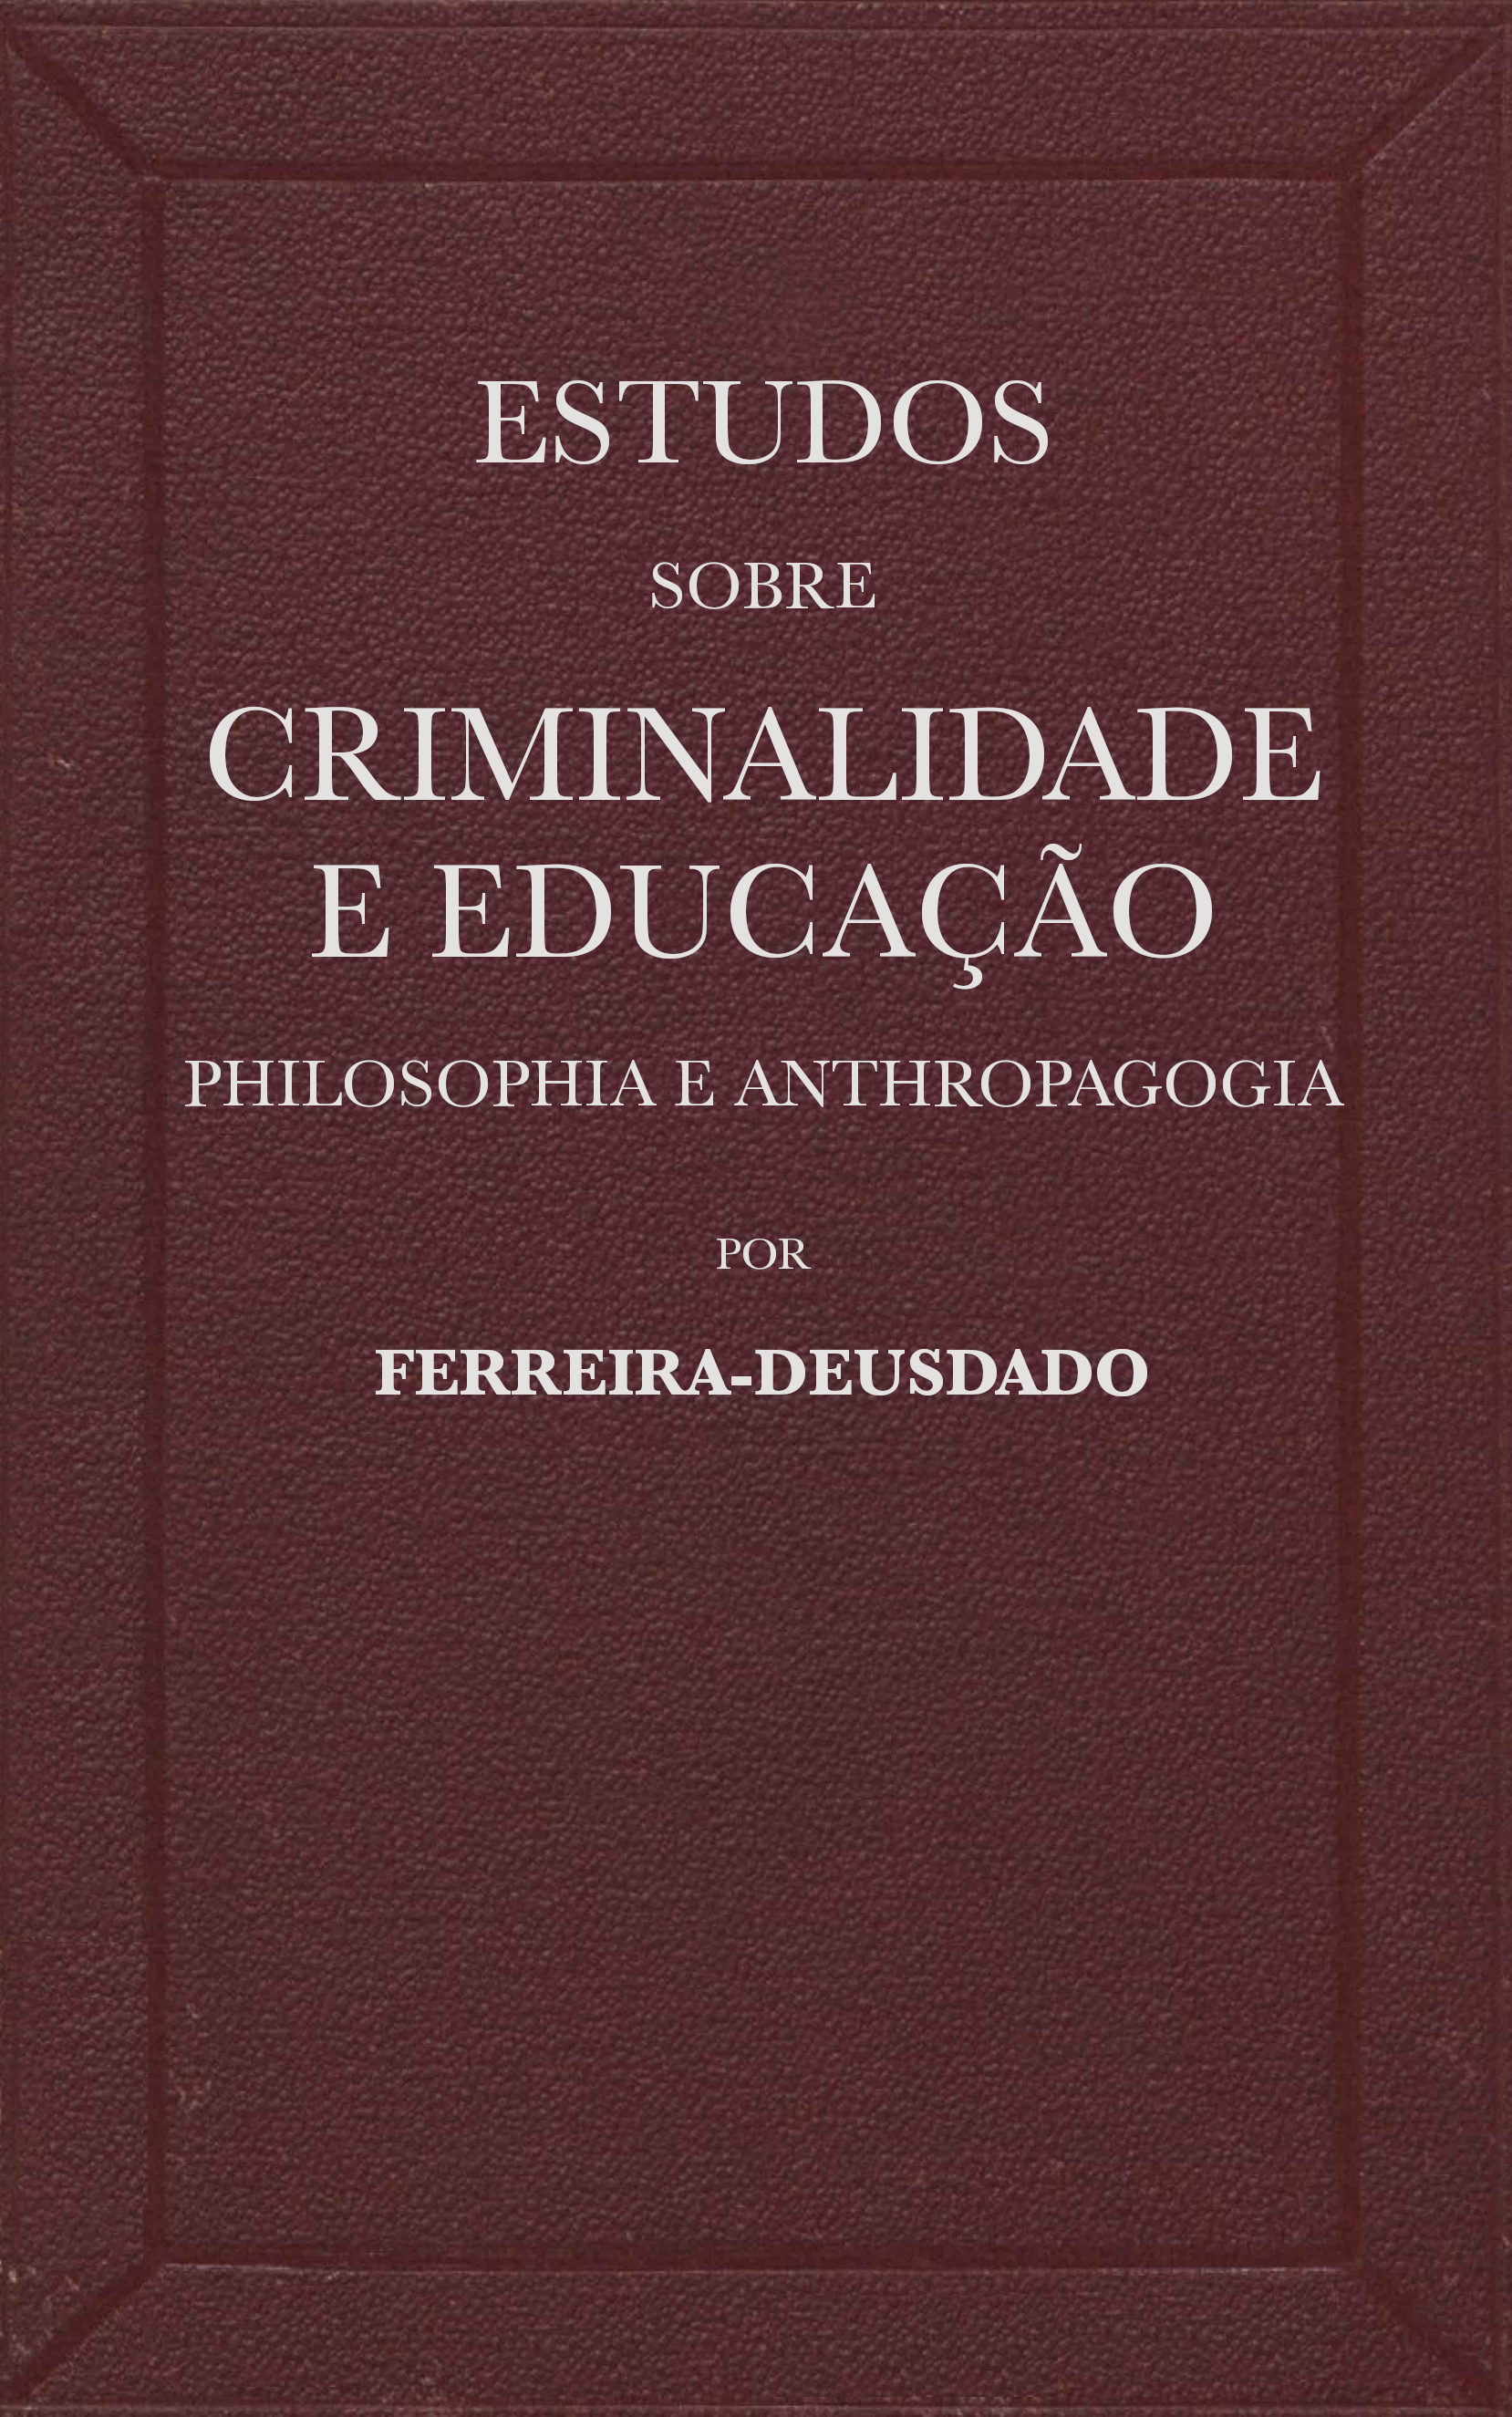 ESTUDOS
SOBRE
CRIMINALIDADE
E EDUCAÇÃO
PHILOSOPHIA E ANTHROPAGOGIA
POR
FERREIRA-DEUSDADO